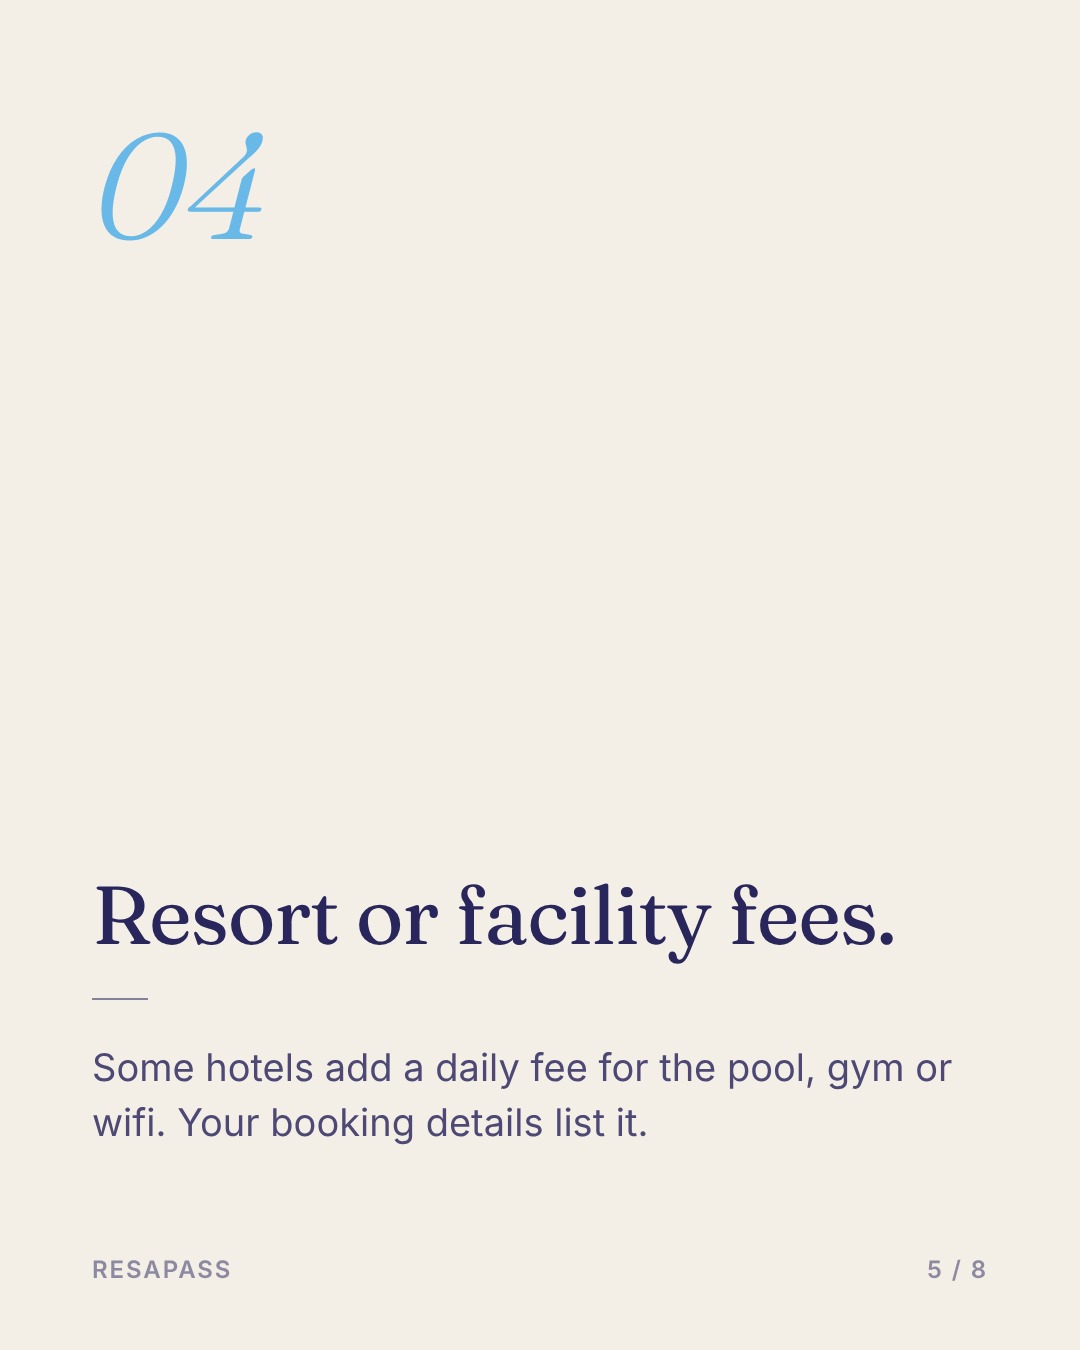 04
Resort or facility fees.
Some hotels add a daily fee for the pool, gym or
wifi. Your booking details list it.
RESAPASS
5 / 8